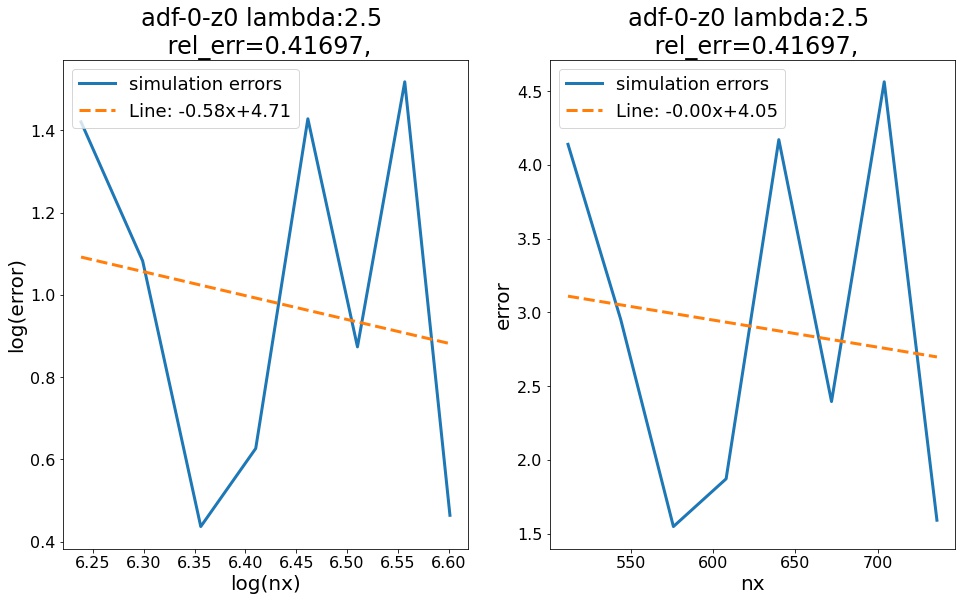 adf-0-z0 lambda:2.5
rel_err=0.41697,
simulation errors
Line: -0.58x+4.71
1.4
1.2
1.0
0.8
0.6
0.4
log(error)
6.25
6.30
6.35
6.40
6.45
6.50
6.55
6.60
log(nx)
adf-0-z0 lambda:2.5
rel_err=0.41697,
simulation errors
Line: -0.00x+4.05
4.5
4.0
3.5
3.0
2.5
2.0
1.5
error
550
600
650
700
nx